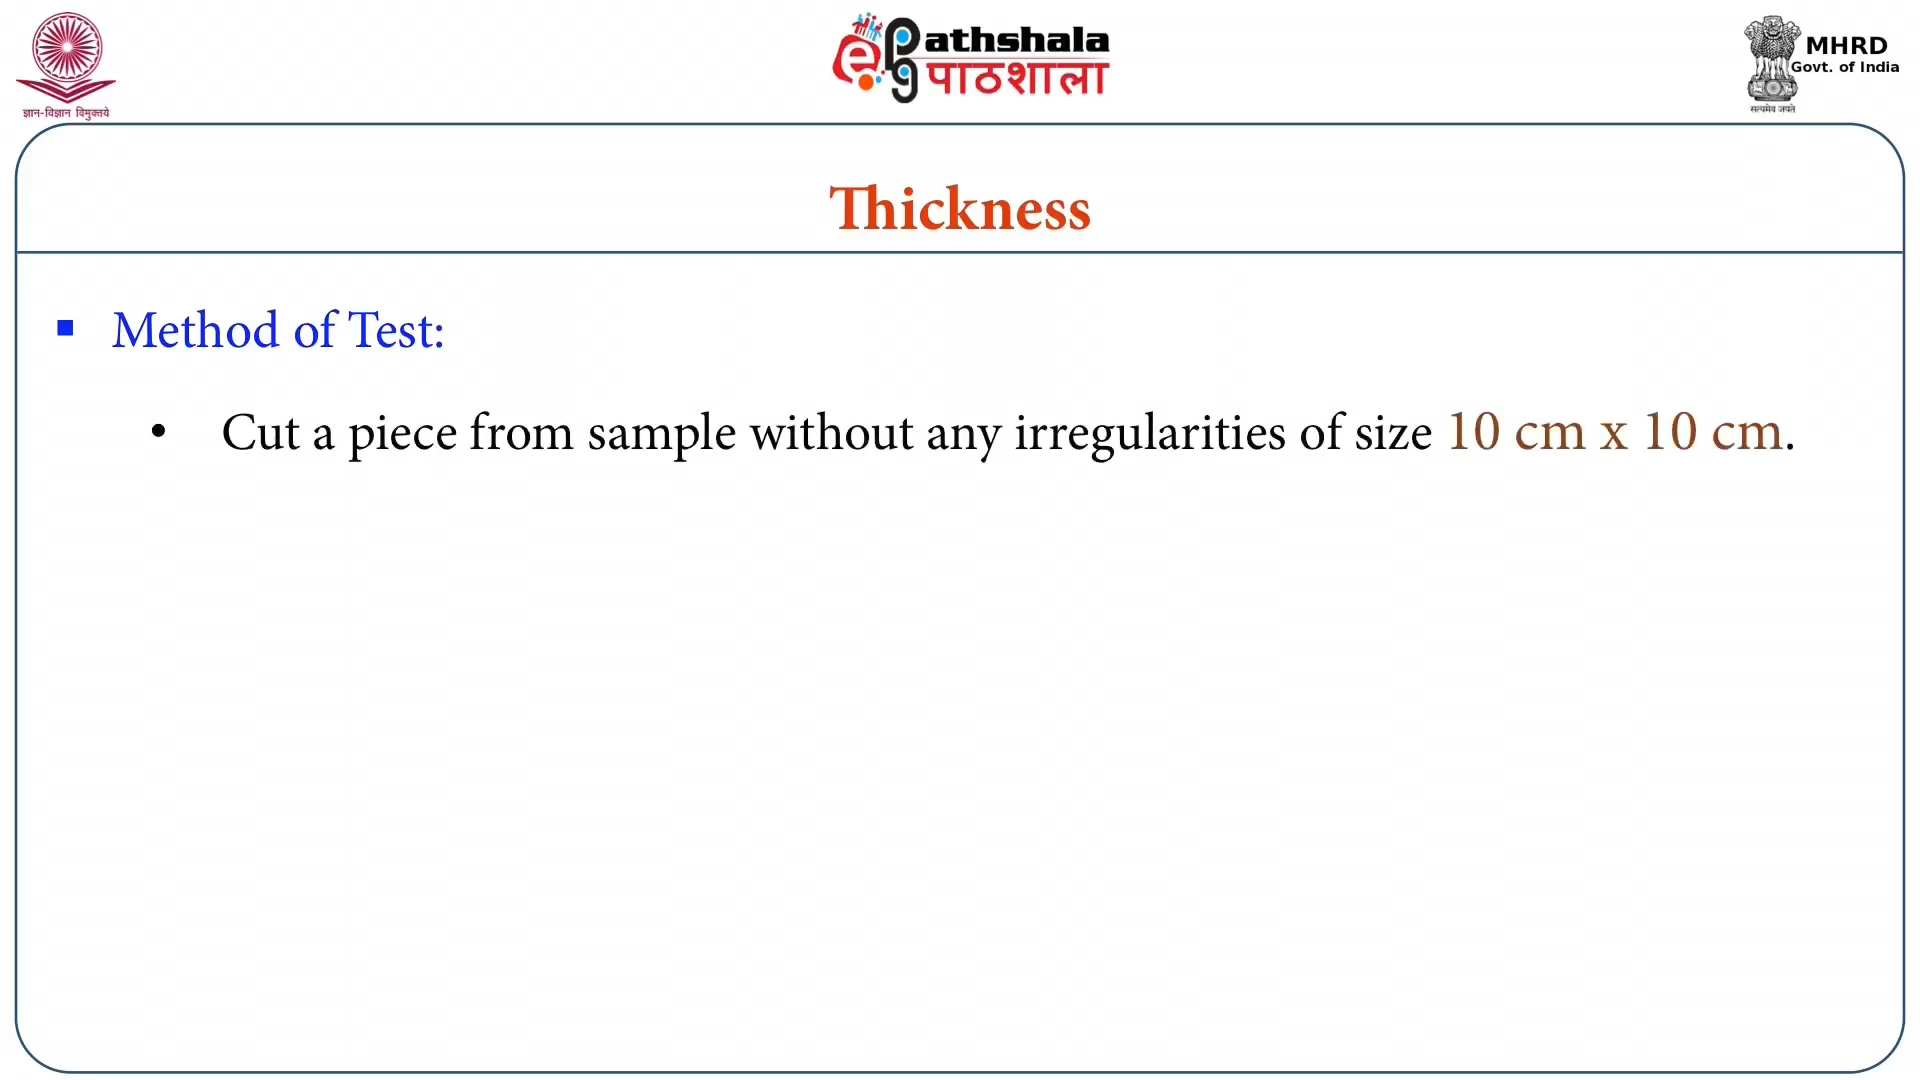 ज्ञान-विज्ञान विमुक्तये
e
pg
athshala
पाठशाला
MHRD
Govt. of India
सत्यमेव जयते
Thickness
▪ Method of Test:
• Cut a piece from sample without any irregularities of size 10 cm x 10 cm.